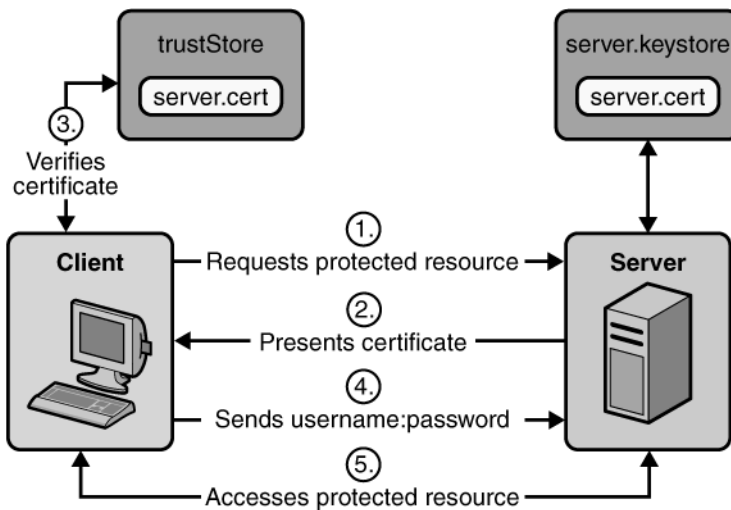 trustStore
server.cert
server.keystore
server.cert
3.
Verifies
certificate
Client
1.
Requests protected resource
Server
2.
Presents certificate
4.
Sends username:password
5.
Accesses protected resource